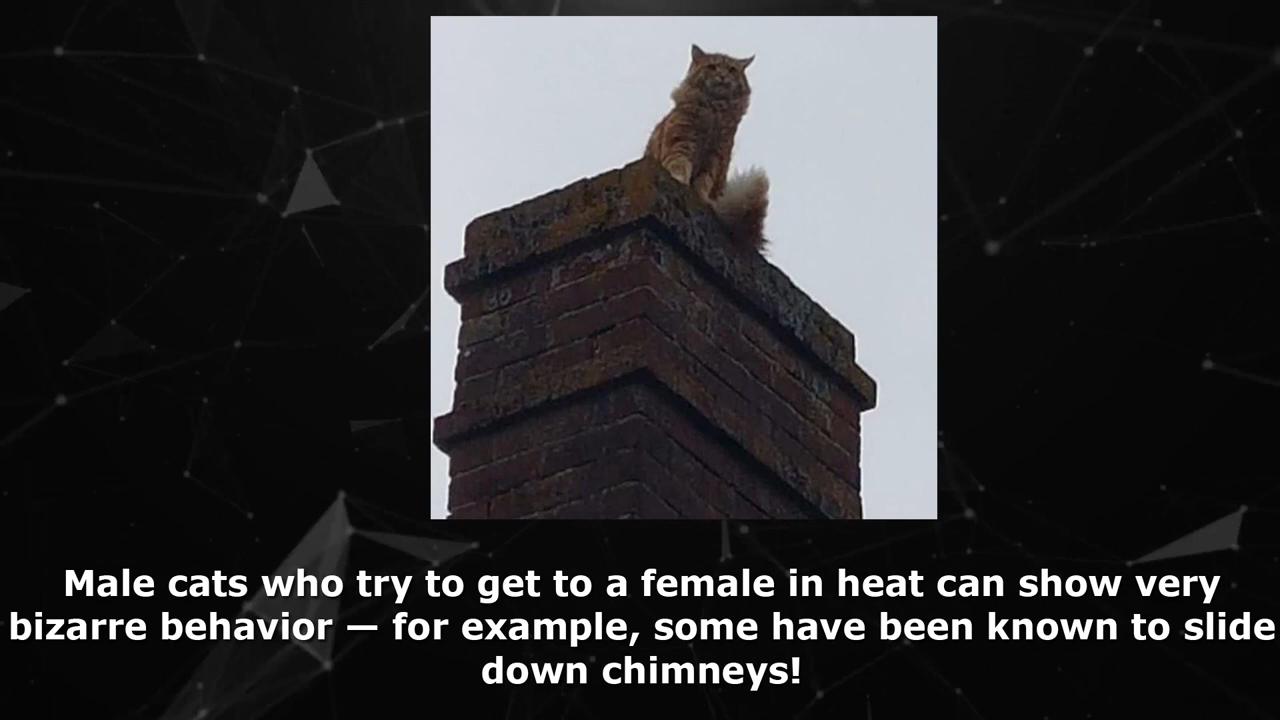 Male cats who try to get to a female in heat can show very
bizarre behavior — for example, some have been known to slide
down chimneys!